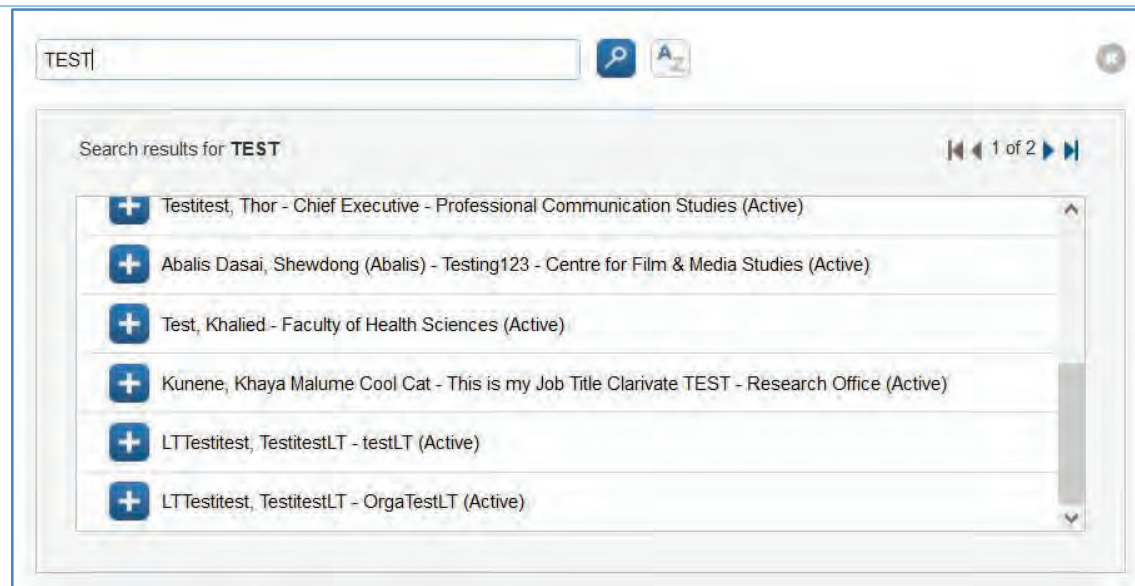 TEST
AZ
Search results for TEST
1 of 2
Testitest, Thor - Chief Executive - Professional Communication Studies (Active)
Abalis Dasai, Shewdong (Abalis) - Testing123 - Centre for Film & Media Studies (Active)
Test, Khalied - Faculty of Health Sciences (Active)
Kunene, Khaya Malume Cool Cat - This is my Job Title Clarivate TEST - Research Office (Active)
LTTestitest, TestitestLT - testLT (Active)
LTTestitest, TestitestLT - OrgaTestLT (Active)